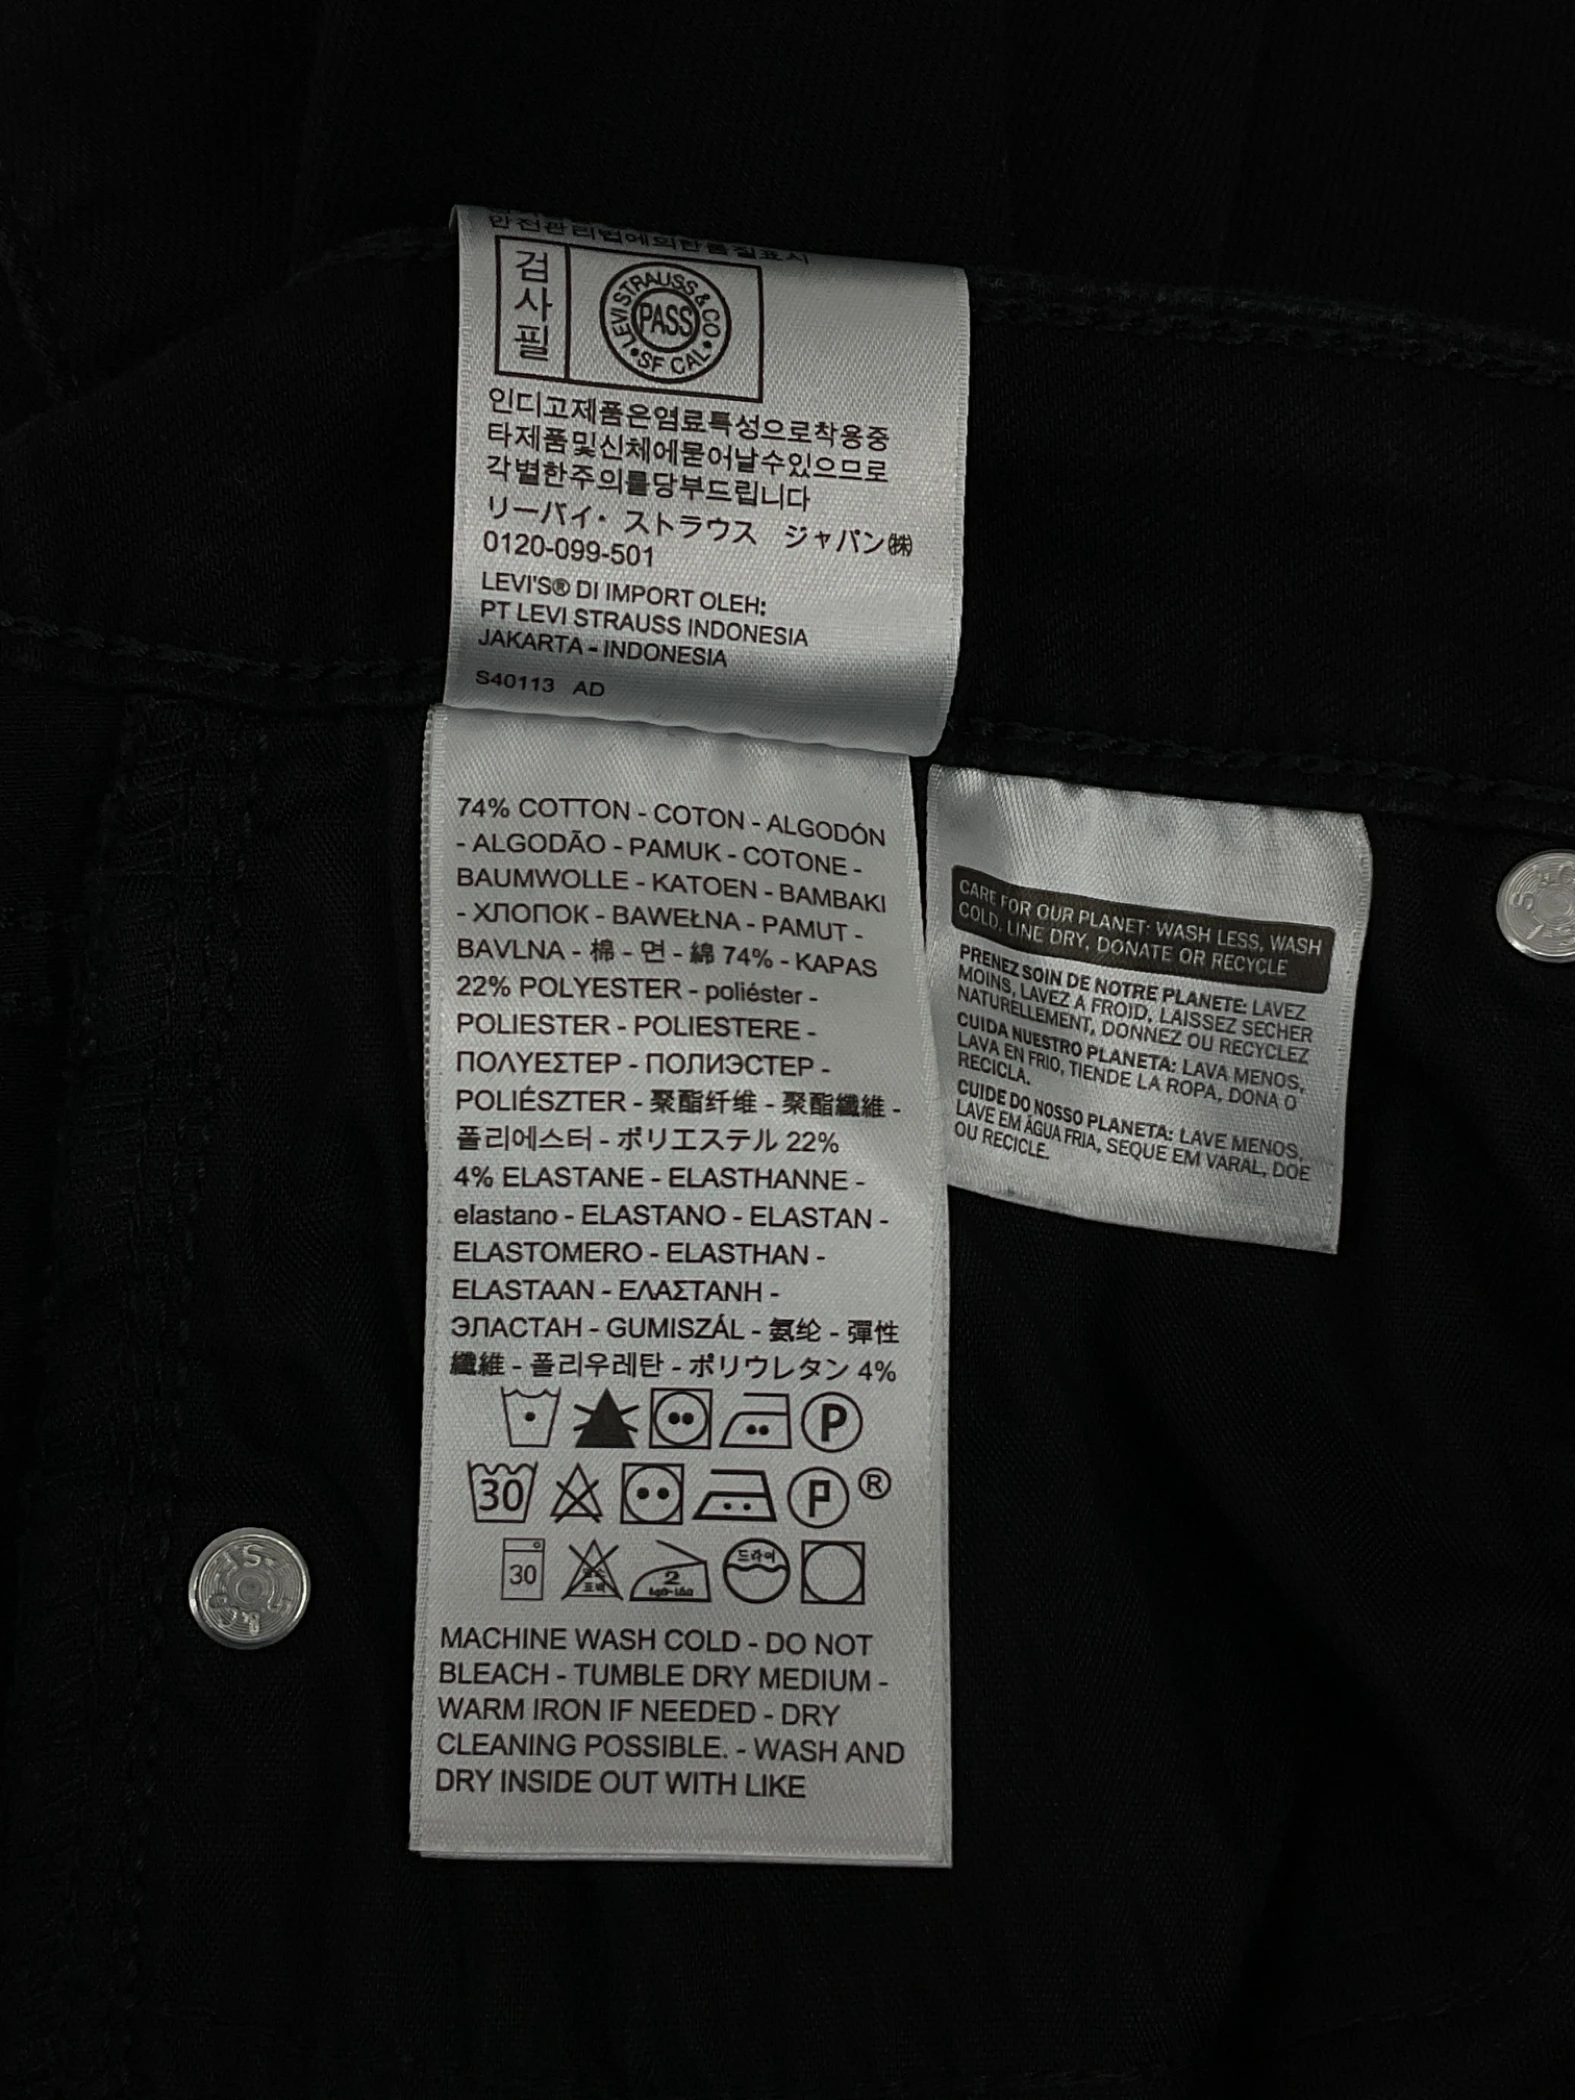 안전관리법에의한품질표시
검
사
필
LEVI STRAUSS & CO
PASS
SF CAL
인디고제품은염료특성으로착용중
타제품및신체에묻어날수있으므로
각별한주의를당부드립니다
リーバイ・ストラウス ジャパン㈱
0120-099-501
LEVI'S® DI IMPORT OLEH:
PT LEVI STRAUSS INDONESIA
JAKARTA - INDONESIA
S40113 AD
74% COTTON - COTON - ALGODÓN
- ALGODÃO - PAMUK - COTONE -
BAUMWOLLE - KATOEN - BAMBAKI
- ХЛОПОК - BAWEŁNA - PAMUT -
BAVLNA - 棉 - 면 - 綿 74% - KAPAS
22% POLYESTER - poliéster -
POLIESTER - POLIESTERE -
ΠΟΛΥΕΣΤΕΡ - ПОЛИЭСТЕР -
POLIÉSZTER - 聚酯纤维 - 聚酯纖維 -
폴리에스터 - ポリエステル 22%
4% ELASTANE - ELASTHANNE -
elastano - ELASTANO - ELASTAN -
ELASTOMERO - ELASTHAN -
ELASTAAN - ΕΛΑΣΤΑΝΗ -
ЭЛАСТАН - GUMISZÁL - 氨纶 - 彈性
纖維 - 폴리우레탄 - ポリウレタン 4%
P
30 P ®
30 2 드라이
MACHINE WASH COLD - DO NOT
BLEACH - TUMBLE DRY MEDIUM -
WARM IRON IF NEEDED - DRY
CLEANING POSSIBLE. - WASH AND
DRY INSIDE OUT WITH LIKE
CARE FOR OUR PLANET: WASH LESS, WASH
COLD, LINE DRY, DONATE OR RECYCLE
PRENEZ SOIN DE NOTRE PLANETE: LAVEZ
MOINS, LAVEZ A FROID, LAISSEZ SECHER
NATURELLEMENT, DONNEZ OU RECYCLEZ
CUIDA NUESTRO PLANETA: LAVA MENOS,
LAVA EN FRIO, TIENDE LA ROPA, DONA O
RECICLA.
CUIDE DO NOSSO PLANETA: LAVE MENOS,
LAVE EM ÁGUA FRIA, SEQUE EM VARAL, DOE
OU RECICLE.